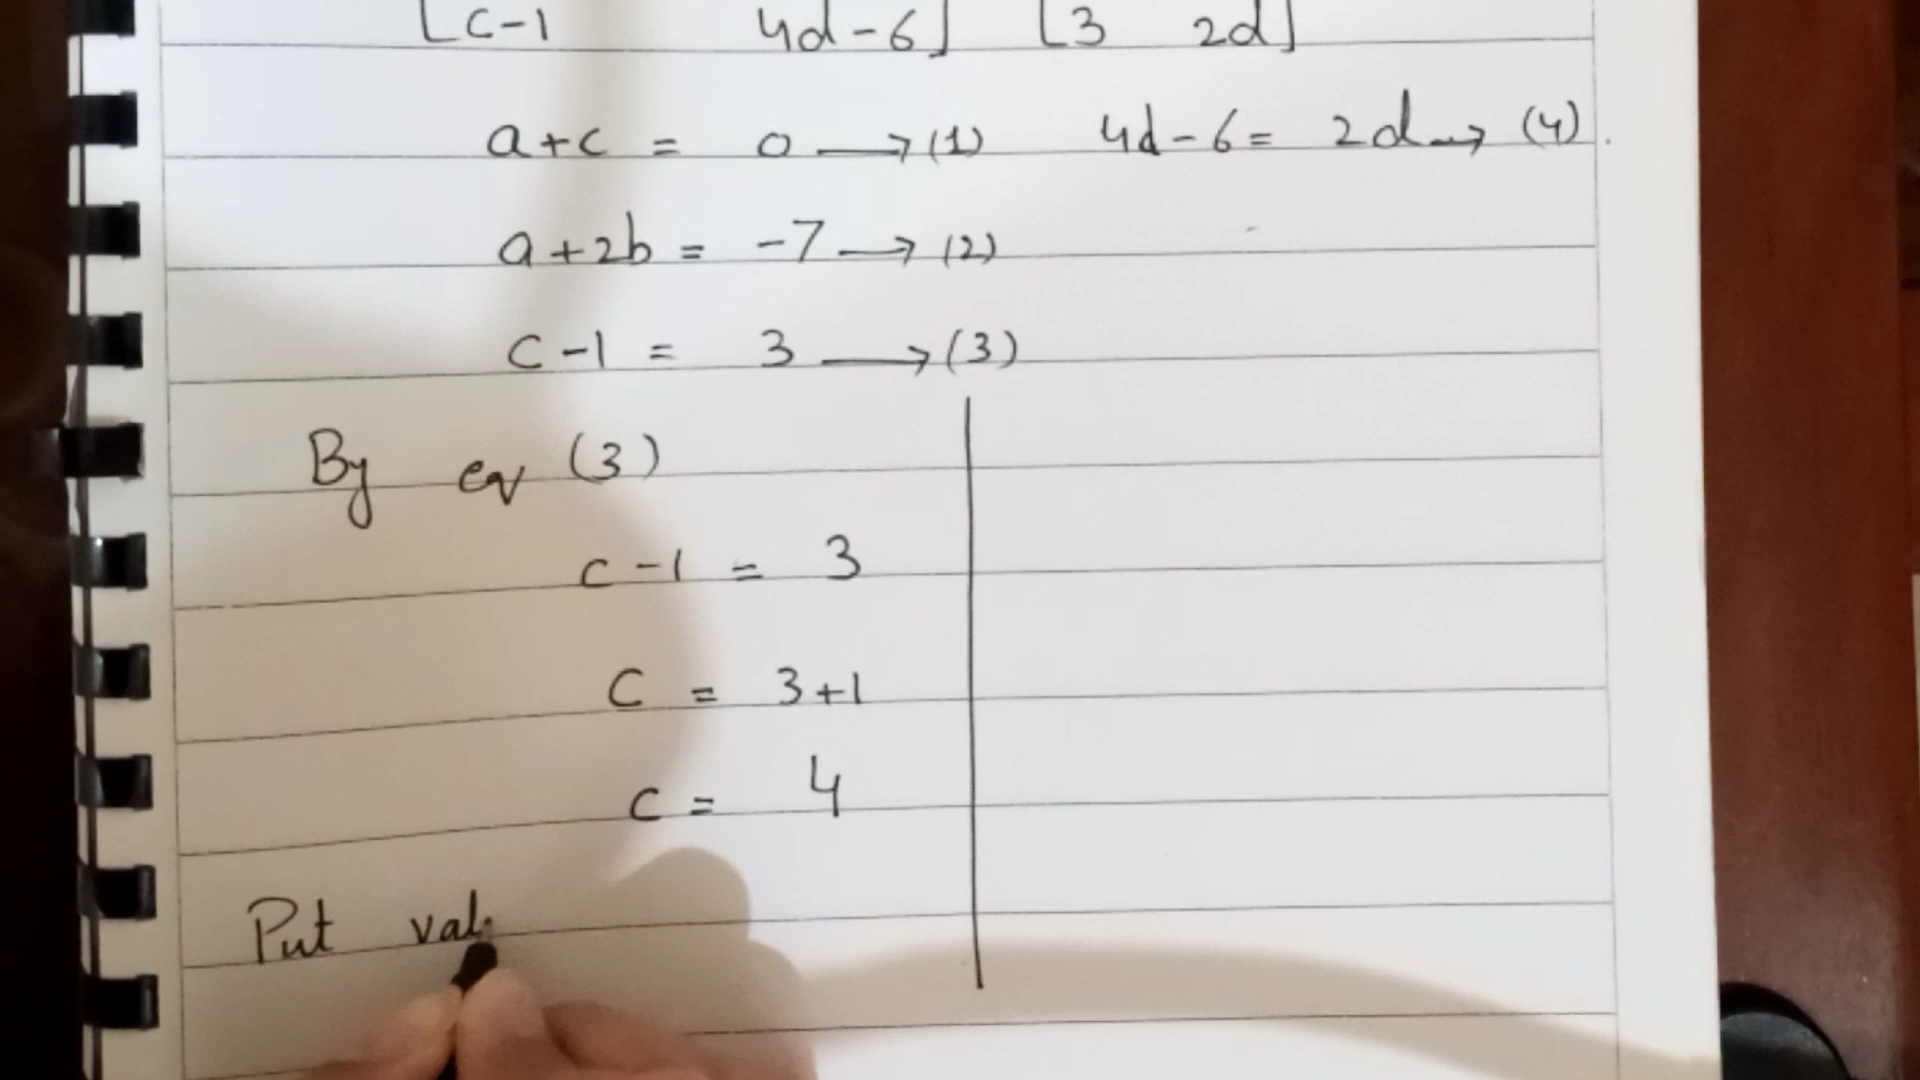 [c-1 4d-6] [3 2d]
a+c = 0 → (1) 4d-6 = 2d → (4).
a+2b = -7 → (2)
c-1 = 3 → (3)
By eq (3)
c-1 = 3
c = 3+1
c = 4
Put val